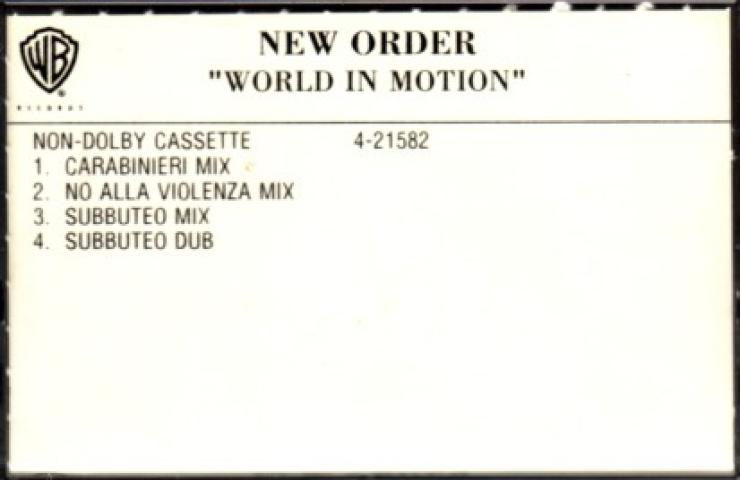 WB
RECORDS
NEW ORDER
"WORLD IN MOTION"
NON-DOLBY CASSETTE 4-21582
1. CARABINIERI MIX
2. NO ALLA VIOLENZA MIX
3. SUBBUTEO MIX
4. SUBBUTEO DUB